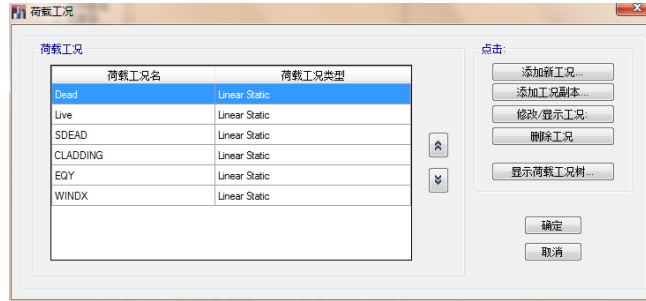 荷载工况
荷载工况
点击:
荷载工况名 荷载工况类型
Dead Linear Static
Live Linear Static
SDEAD Linear Static
CLADDING Linear Static
EQY Linear Static
WINDX Linear Static
添加新工况...
添加工况副本...
修改/显示工况:
删除工况
显示荷载工况树...
确定
取消